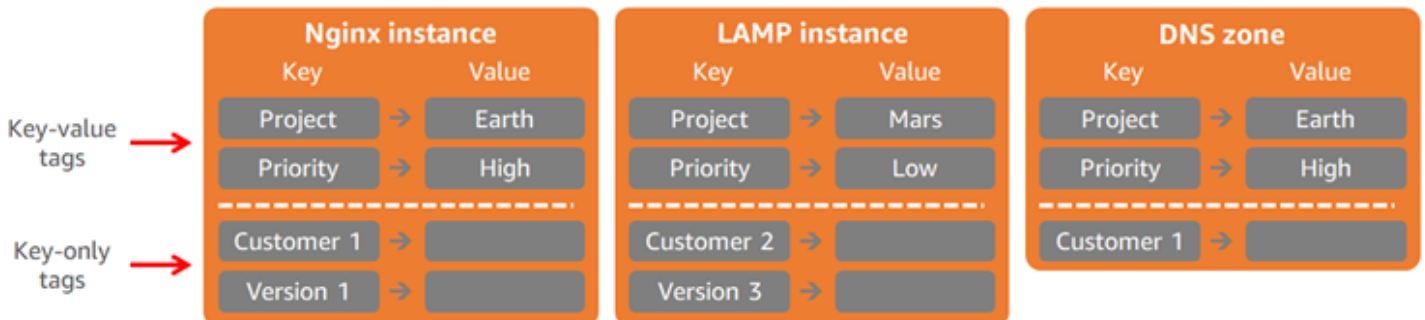 Nginx instance
Key Value
Project → Earth
Priority → High
Customer 1 →
Version 1 →
LAMP instance
Key Value
Project → Mars
Priority → Low
Customer 2 →
Version 3 →
DNS zone
Key Value
Project → Earth
Priority → High
Customer 1 →
Key-value
tags
Key-only
tags